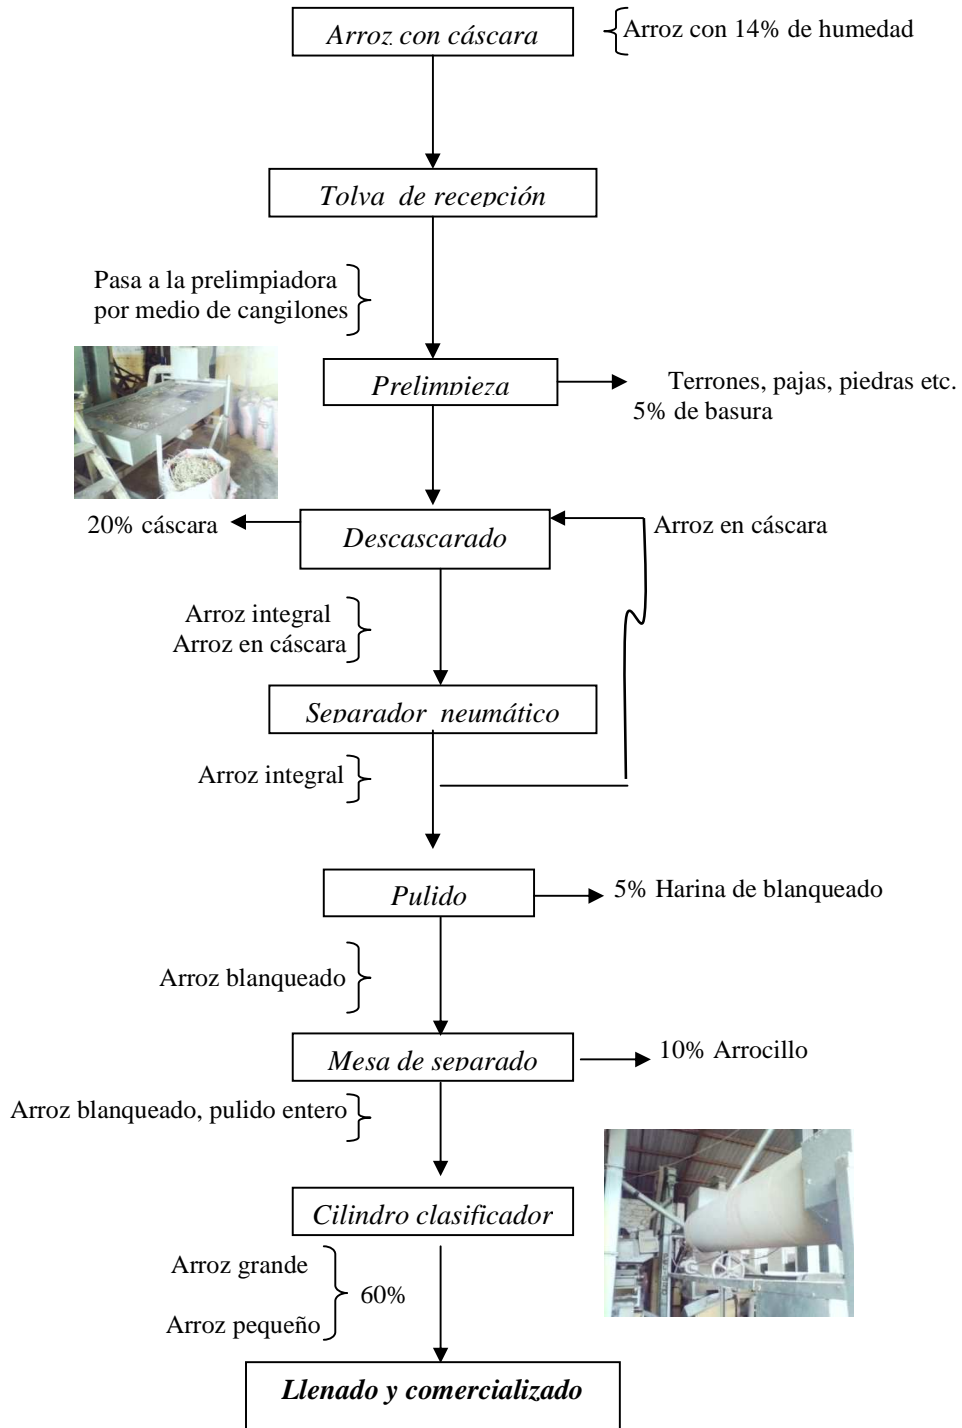 Arroz con cáscara
Arroz con 14% de humedad
Tolva de recepción
Pasa a la prelimpiadora
por medio de cangilones
Prelimpieza
Terrones, pajas, piedras etc.
5% de basura
20% cáscara
Descascarado
Arroz en cáscara
Arroz integral
Arroz en cáscara
Separador neumático
Arroz integral
Pulido
5% Harina de blanqueado
Arroz blanqueado
Mesa de separado
10% Arrocillo
Arroz blanqueado, pulido entero
Cilindro clasificador
Arroz grande
60%
Arroz pequeño
Llenado y comercializado